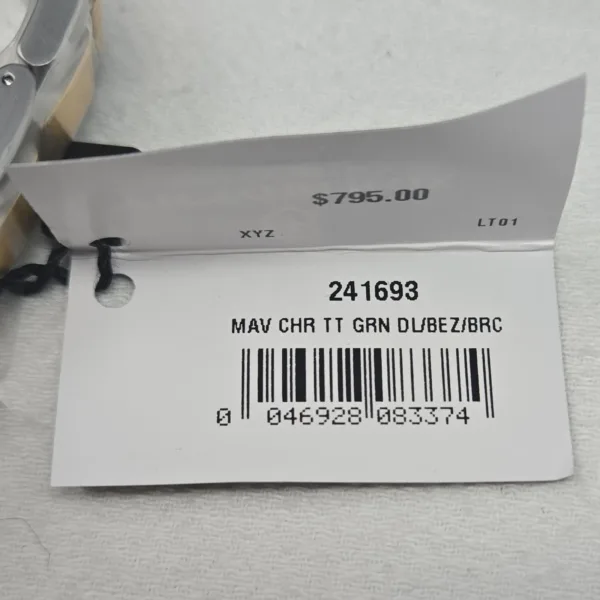 $795.00
XYZ LT01
241693
MAV CHR TT GRN DL/BEZ/BRC
0 046928 083374